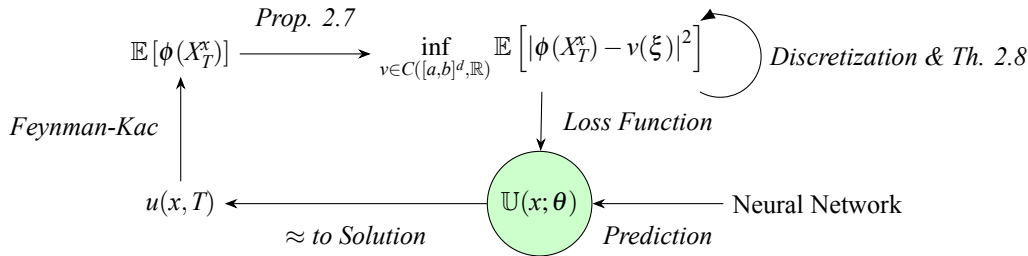 Prop. 2.7
𝔼[ϕ(X_T^x)]
inf_{v∈C([a,b]^d,ℝ)} 𝔼[|ϕ(X_T^x) − v(ξ)|^2]
Discretization & Th. 2.8
Feynman-Kac
Loss Function
u(x,T)
𝕌(x;θ)
Neural Network
≈ to Solution
Prediction